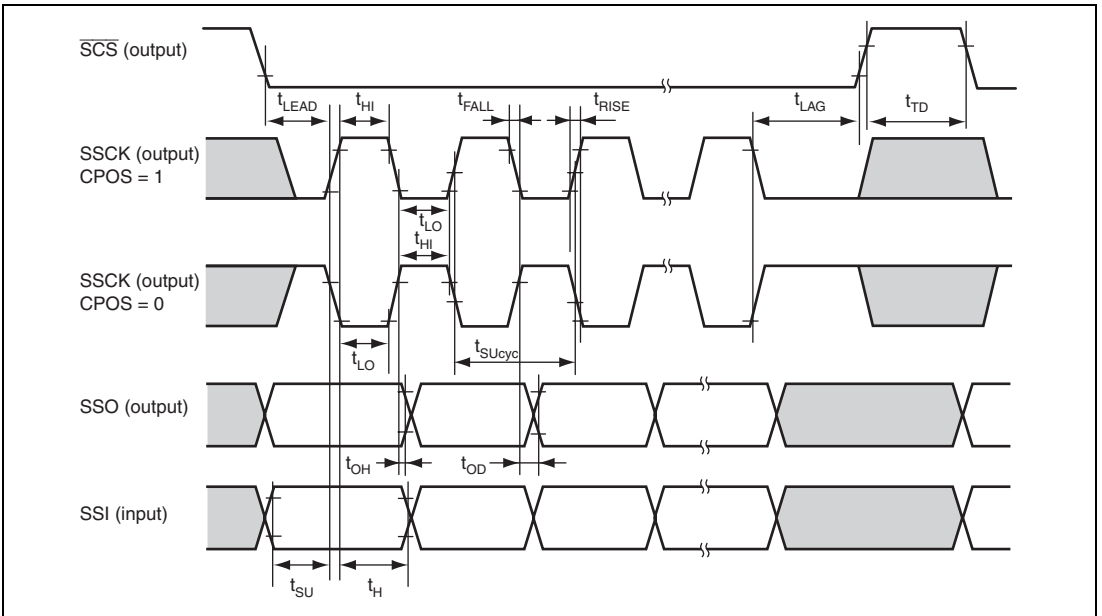 SCS (output)
tLEAD tHI tFALL tRISE tLAG tTD
SSCK (output)
CPOS = 1
tLO
tHI
SSCK (output)
CPOS = 0
tLO tSUcyc
SSO (output)
tOH tOD
SSI (input)
tSU tH